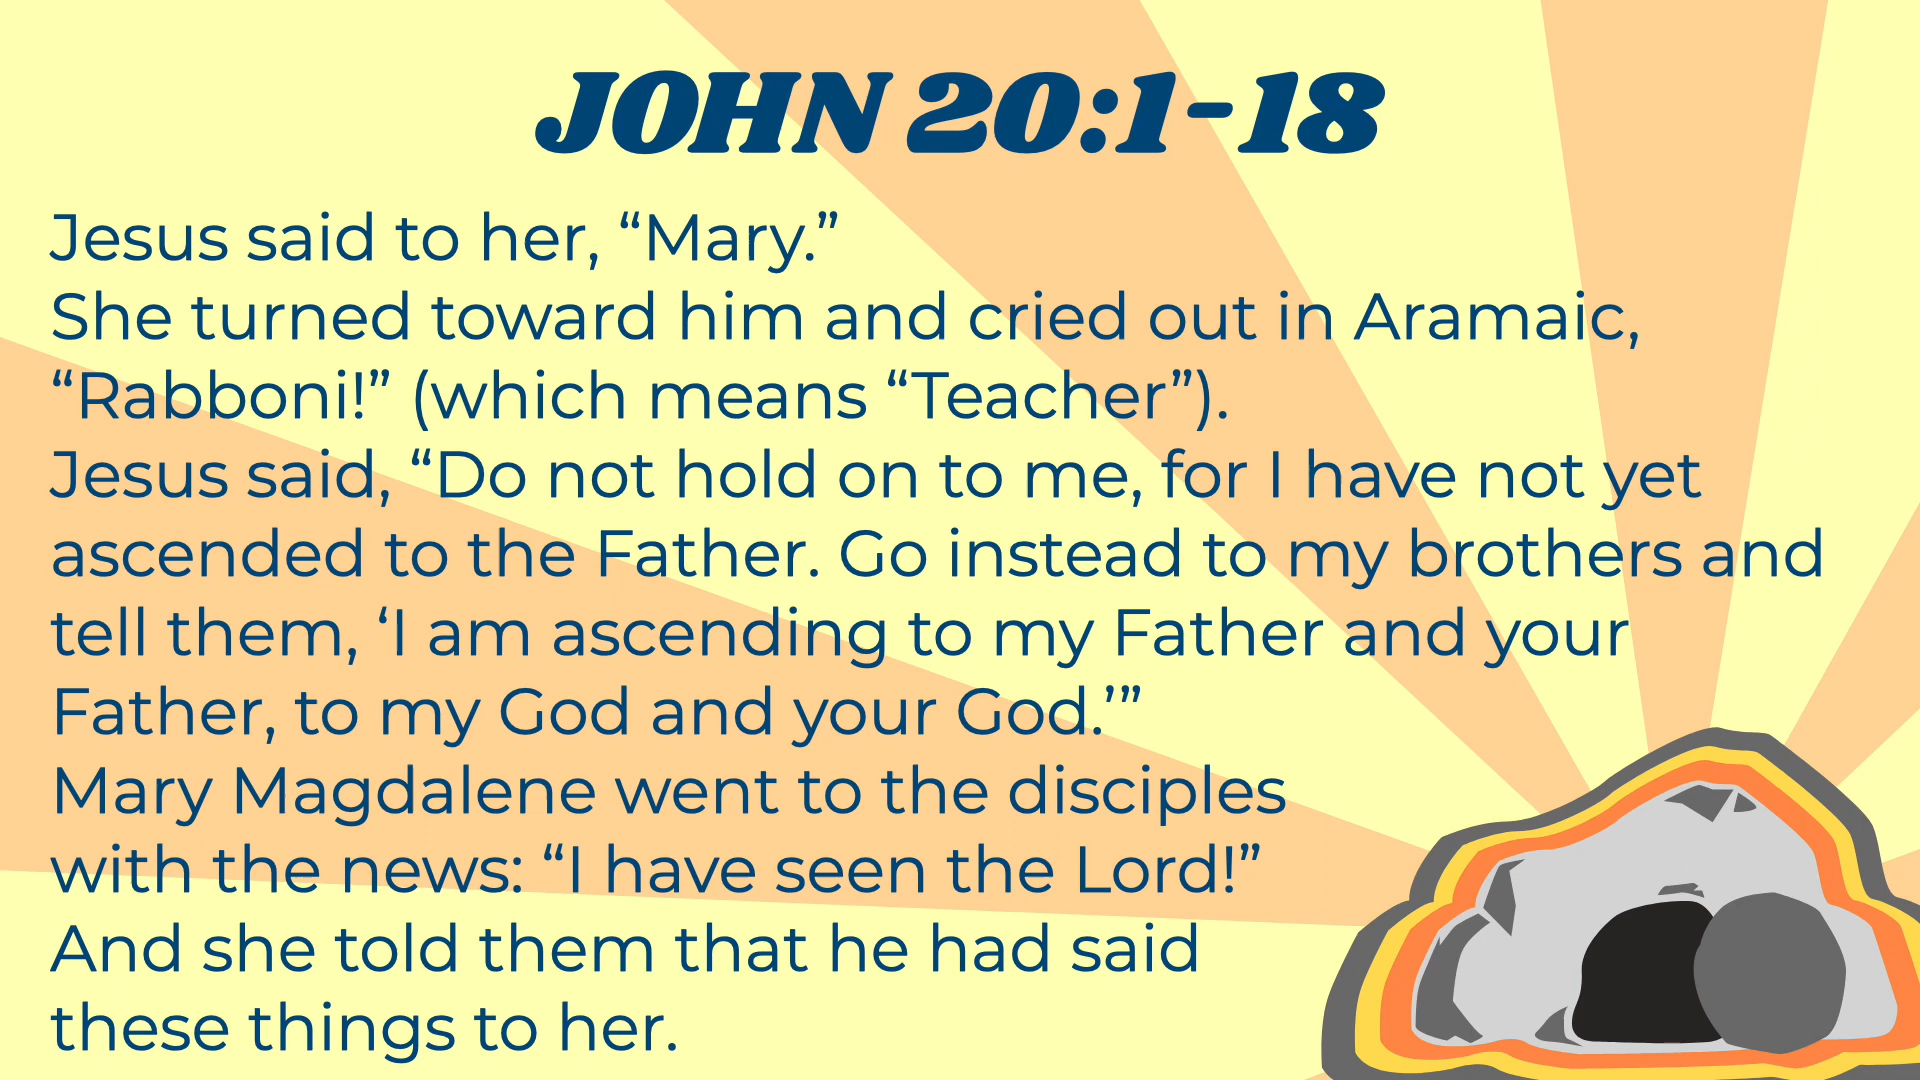 JOHN 20:1-18
Jesus said to her, “Mary.”
She turned toward him and cried out in Aramaic,
“Rabboni!” (which means “Teacher”).
Jesus said, “Do not hold on to me, for I have not yet
ascended to the Father. Go instead to my brothers and
tell them, ‘I am ascending to my Father and your
Father, to my God and your God.’”
Mary Magdalene went to the disciples
with the news: “I have seen the Lord!”
And she told them that he had said
these things to her.